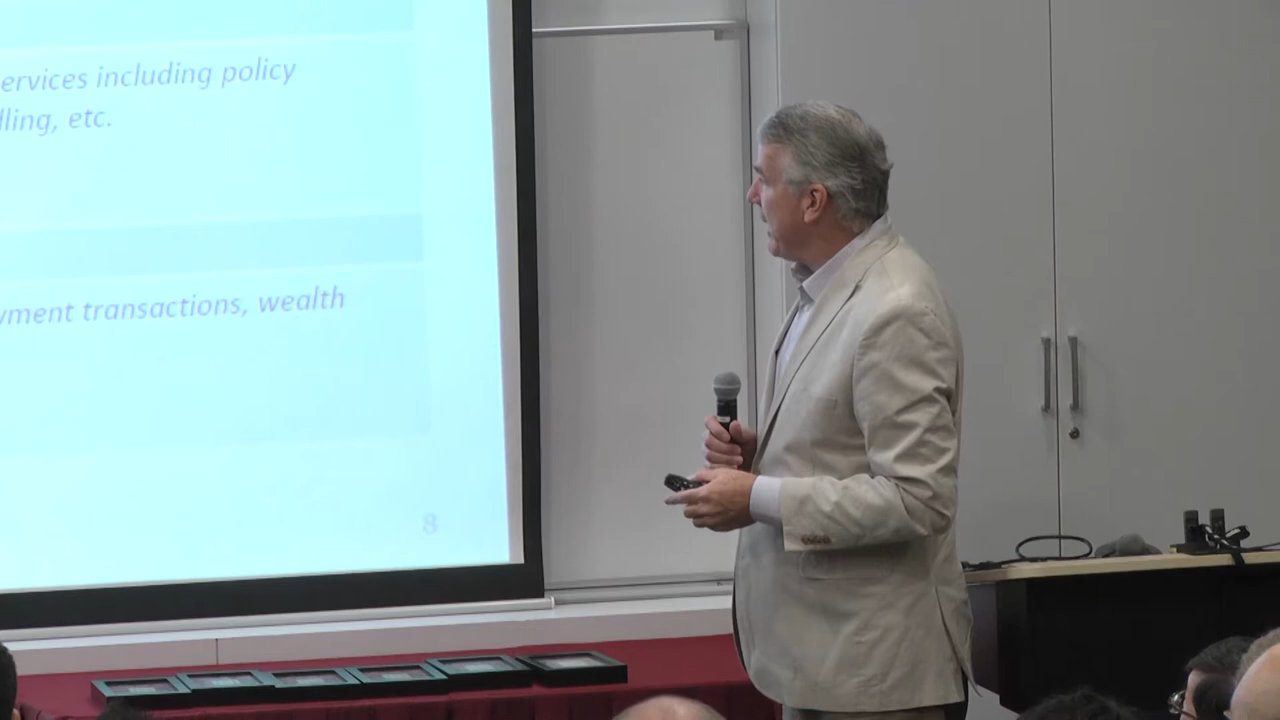 ervices including policy
lling, etc.
yment transactions, wealth
8